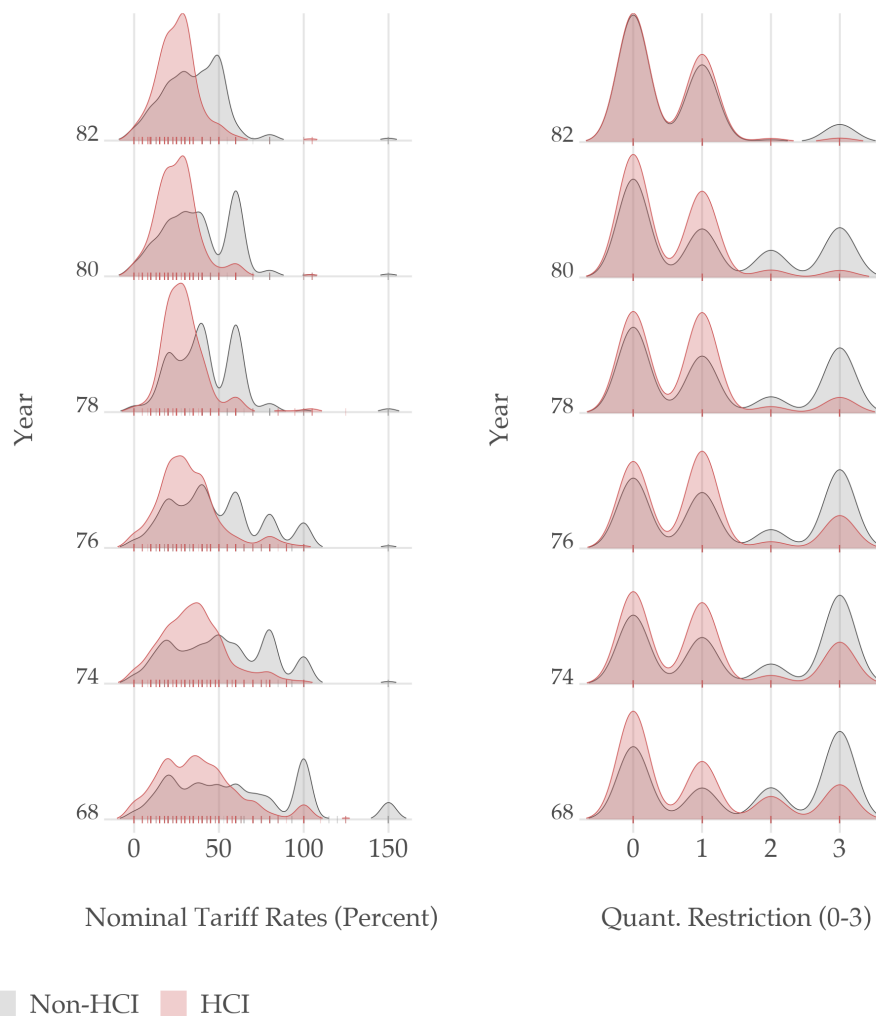 82
80
78
76
74
68
Year
0 50 100 150
Nominal Tariff Rates (Percent)
82
80
78
76
74
68
Year
0 1 2 3
Quant. Restriction (0-3)
Non-HCI HCI